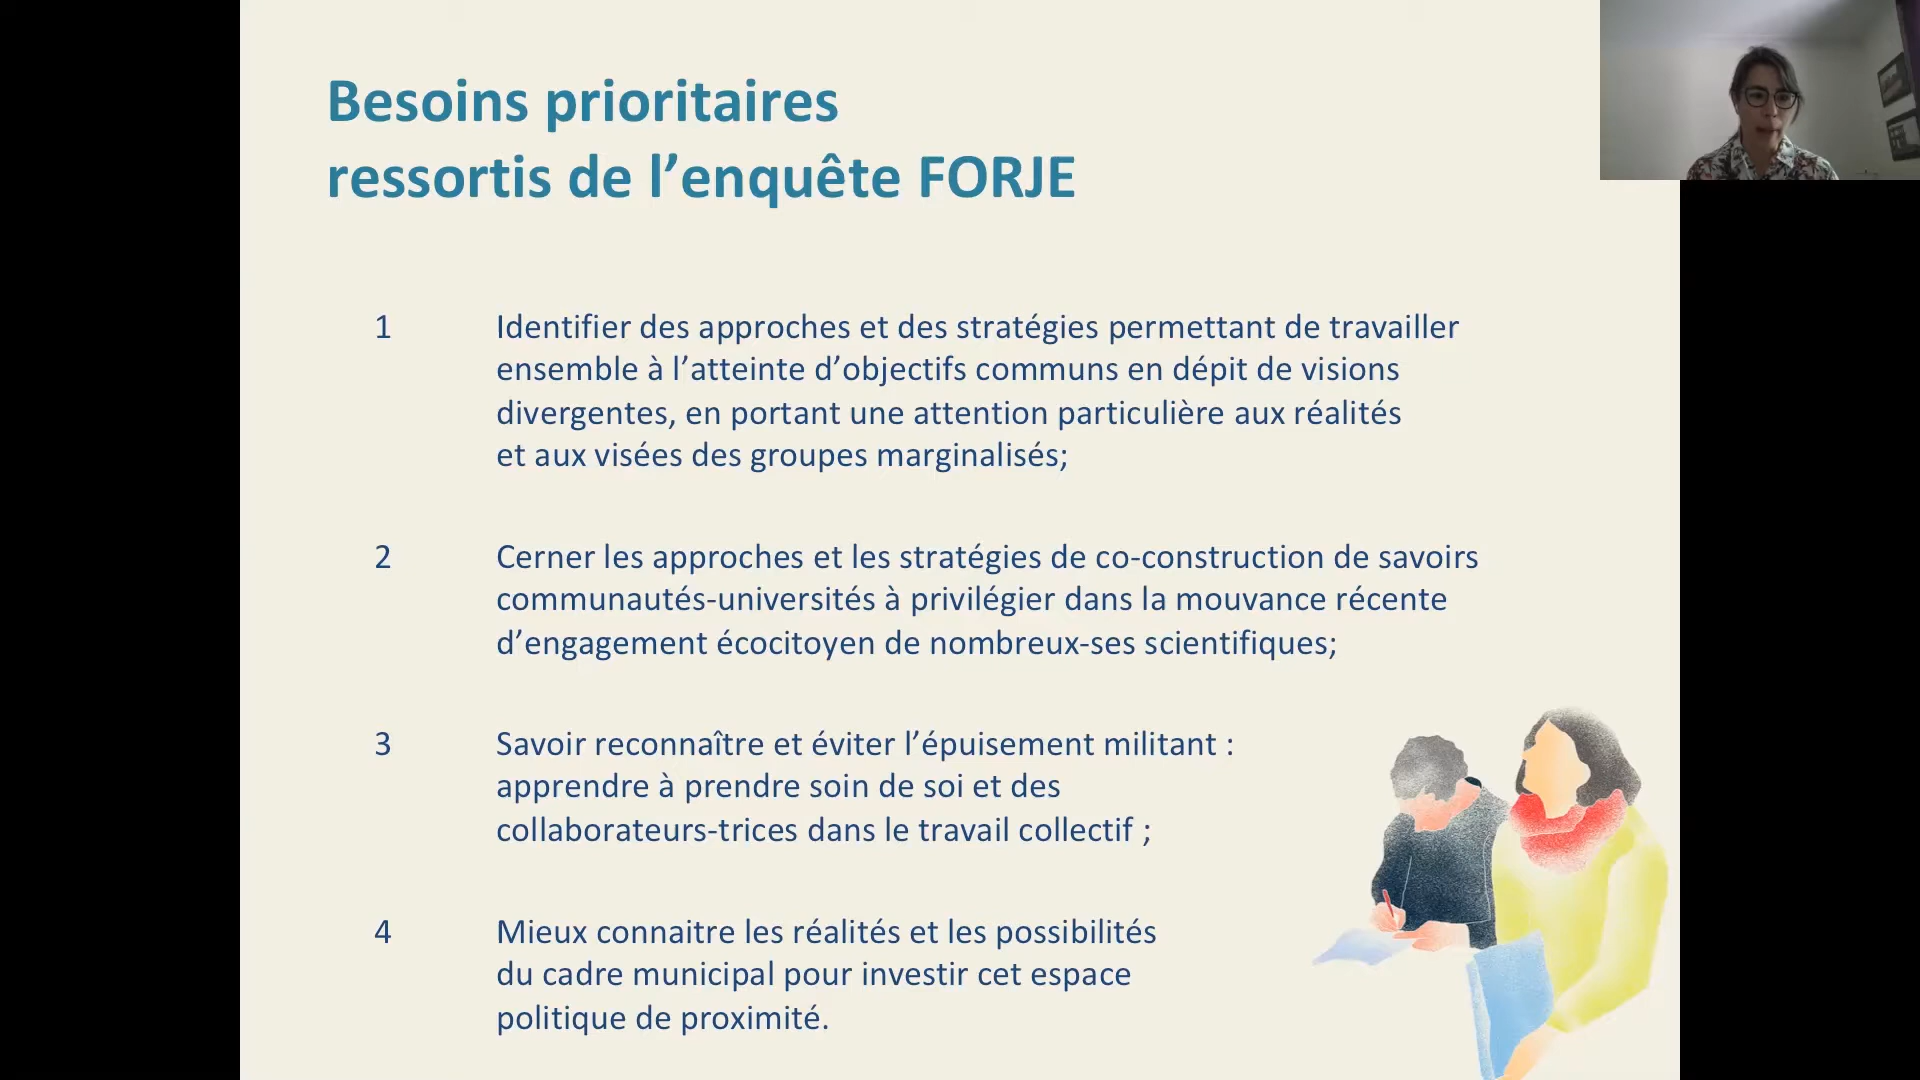 Besoins prioritaires
ressortis de l’enquête FORJE
1 Identifier des approches et des stratégies permettant de travailler
ensemble à l’atteinte d’objectifs communs en dépit de visions
divergentes, en portant une attention particulière aux réalités
et aux visées des groupes marginalisés;
2 Cerner les approches et les stratégies de co-construction de savoirs
communautés-universités à privilégier dans la mouvance récente
d’engagement écocitoyen de nombreux-ses scientifiques;
3 Savoir reconnaître et éviter l’épuisement militant :
apprendre à prendre soin de soi et des
collaborateurs-trices dans le travail collectif ;
4 Mieux connaitre les réalités et les possibilités
du cadre municipal pour investir cet espace
politique de proximité.